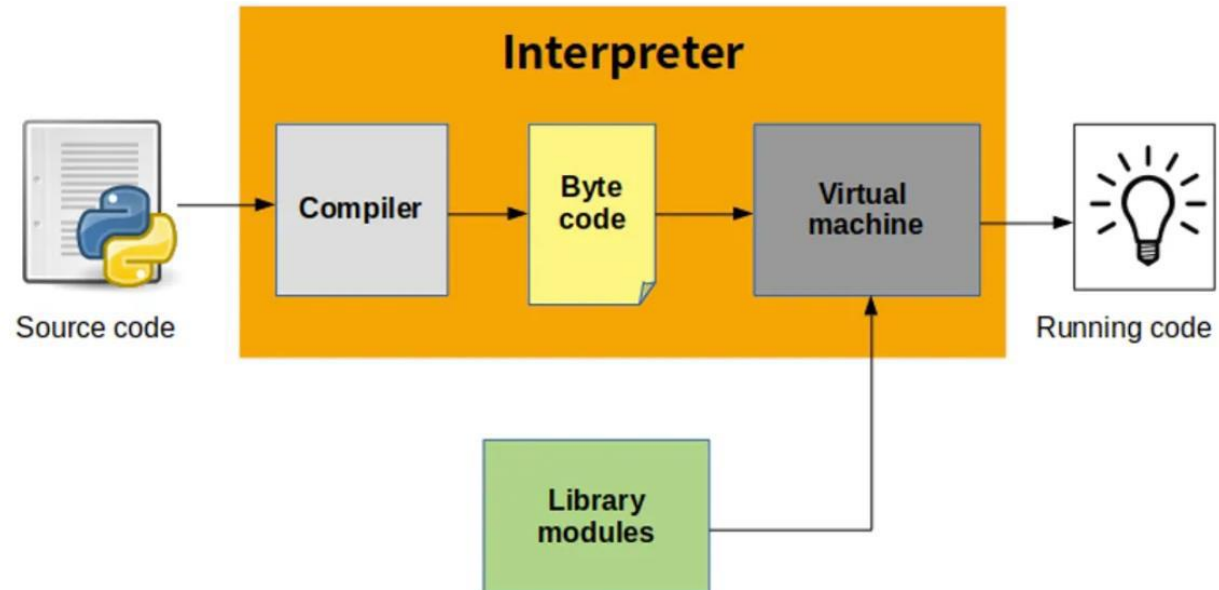 Interpreter
Compiler
Byte
code
Virtual
machine
Source code
Running code
Library
modules